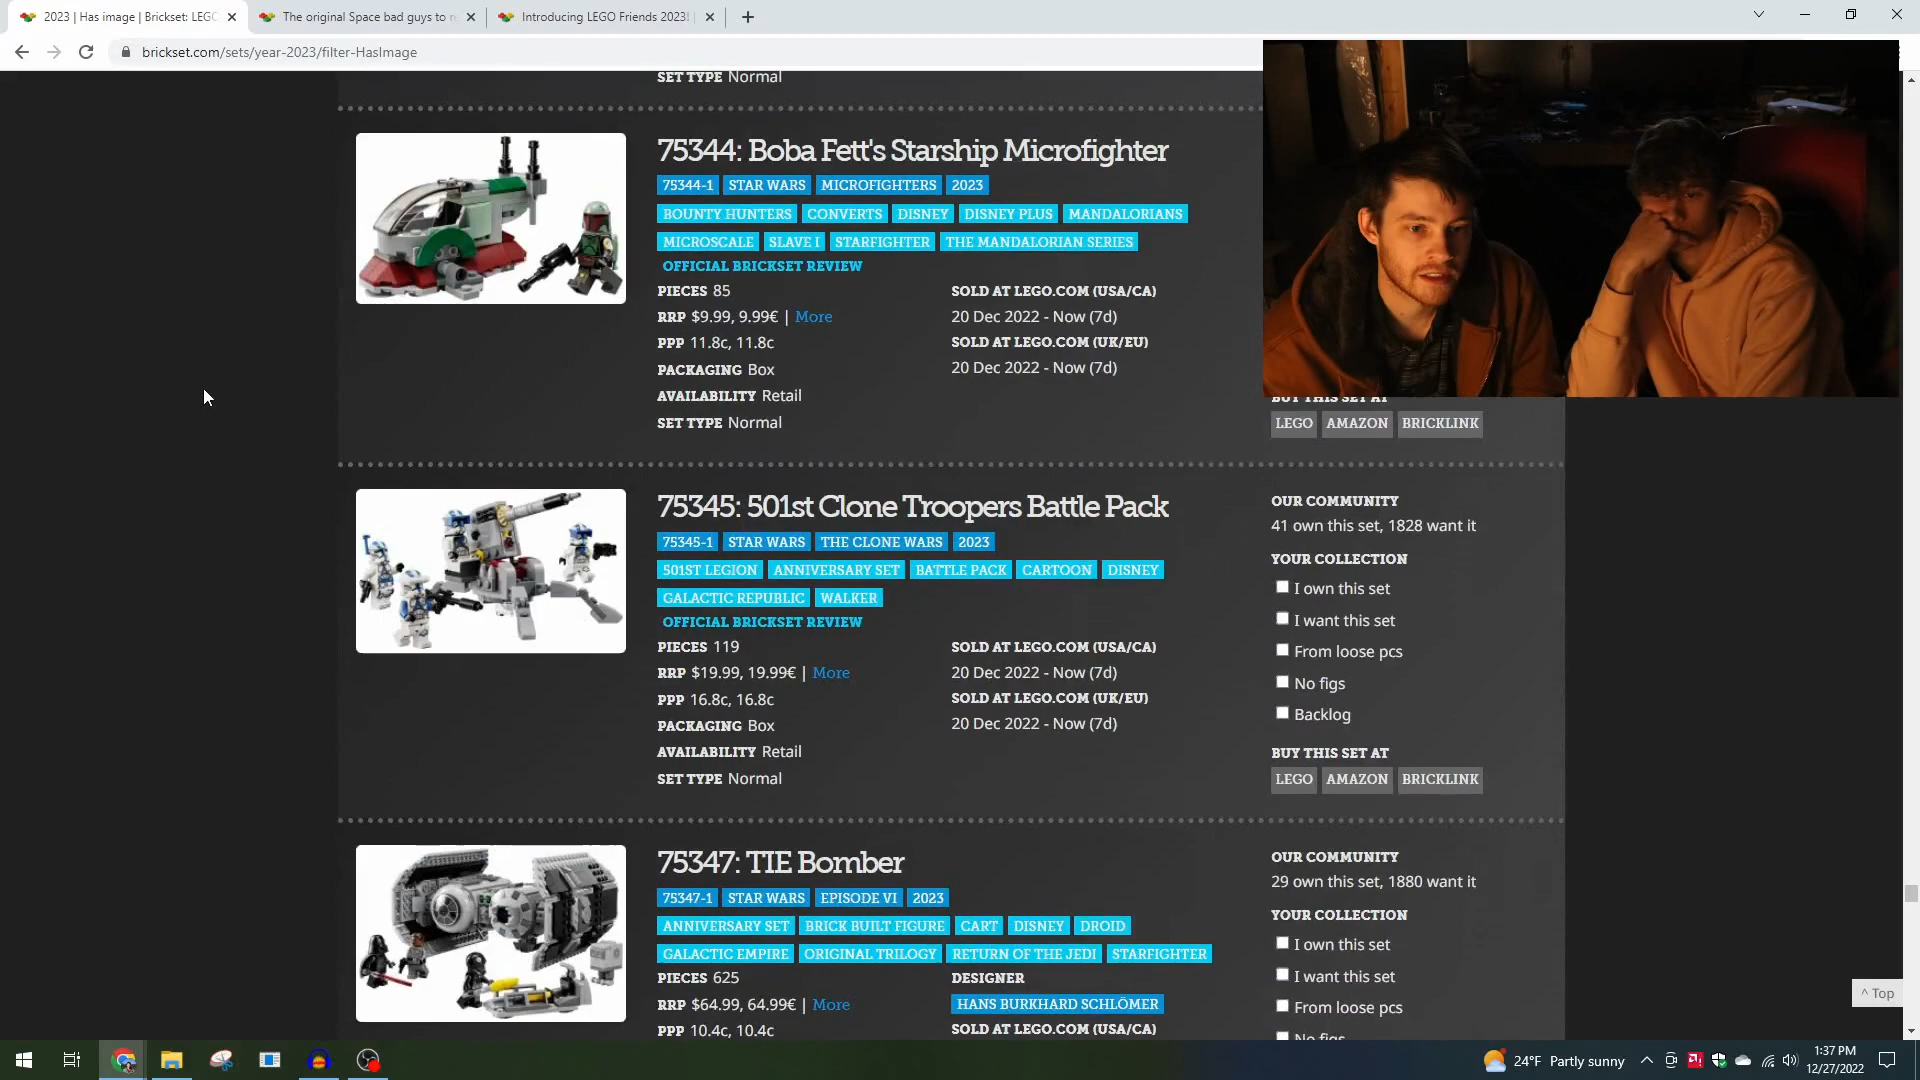 2023 | Has image | Brickset: LEGO
The original Space bad guys to r
Introducing LEGO Friends 2023!
brickset.com/sets/year-2023/filter-HasImage
SET TYPE Normal
75344: Boba Fett's Starship Microfighter
75344-1 STAR WARS MICROFIGHTERS 2023
BOUNTY HUNTERS CONVERTS DISNEY DISNEY PLUS MANDALORIANS
MICROSCALE SLAVE I STARFIGHTER THE MANDALORIAN SERIES
OFFICIAL BRICKSET REVIEW
PIECES 85
RRP $9.99, 9.99€ | More
PPP 11.8c, 11.8c
PACKAGING Box
AVAILABILITY Retail
SET TYPE Normal
SOLD AT LEGO.COM (USA/CA)
20 Dec 2022 - Now (7d)
SOLD AT LEGO.COM (UK/EU)
20 Dec 2022 - Now (7d)
BUY THIS SET AT
LEGO AMAZON BRICKLINK
75345: 501st Clone Troopers Battle Pack
75345-1 STAR WARS THE CLONE WARS 2023
501ST LEGION ANNIVERSARY SET BATTLE PACK CARTOON DISNEY
GALACTIC REPUBLIC WALKER
OFFICIAL BRICKSET REVIEW
PIECES 119
RRP $19.99, 19.99€ | More
PPP 16.8c, 16.8c
PACKAGING Box
AVAILABILITY Retail
SET TYPE Normal
SOLD AT LEGO.COM (USA/CA)
20 Dec 2022 - Now (7d)
SOLD AT LEGO.COM (UK/EU)
20 Dec 2022 - Now (7d)
OUR COMMUNITY
41 own this set, 1828 want it
YOUR COLLECTION
I own this set
I want this set
From loose pcs
No figs
Backlog
BUY THIS SET AT
LEGO AMAZON BRICKLINK
75347: TIE Bomber
75347-1 STAR WARS EPISODE VI 2023
ANNIVERSARY SET BRICK BUILT FIGURE CART DISNEY DROID
GALACTIC EMPIRE ORIGINAL TRILOGY RETURN OF THE JEDI STARFIGHTER
PIECES 625
RRP $64.99, 64.99€ | More
PPP 10.4c, 10.4c
DESIGNER
HANS BURKHARD SCHLÖMER
SOLD AT LEGO.COM (USA/CA)
OUR COMMUNITY
29 own this set, 1880 want it
YOUR COLLECTION
I own this set
I want this set
From loose pcs
No figs
^ Top
24°F Partly sunny
1:37 PM
12/27/2022